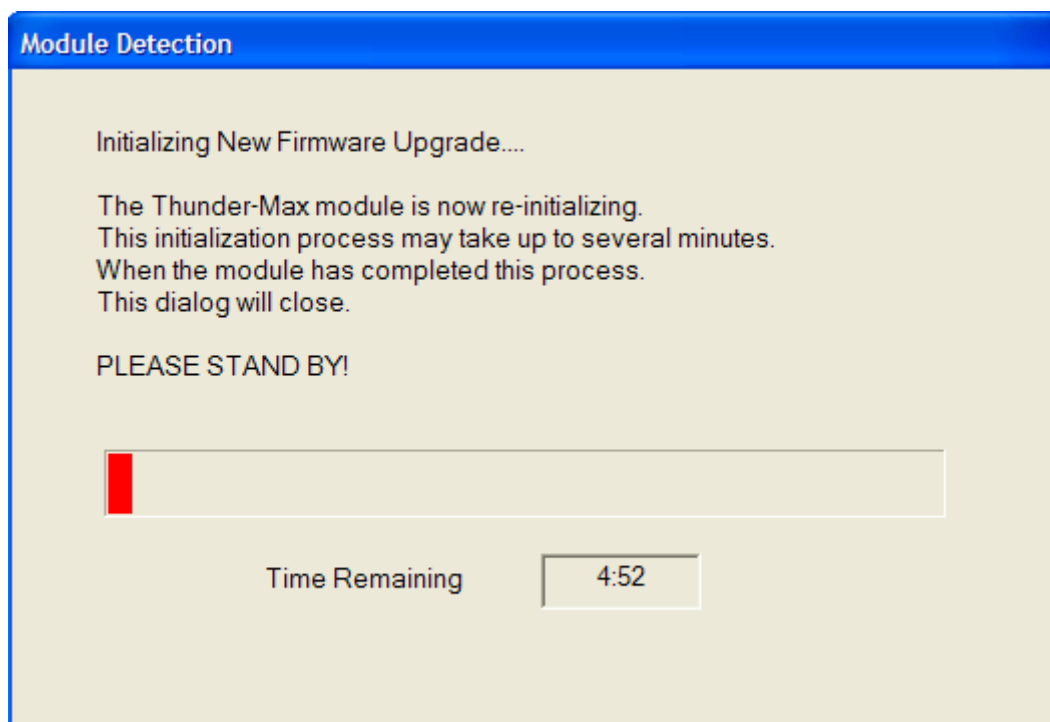 Module Detection
Initializing New Firmware Upgrade....
The Thunder-Max module is now re-initializing.
This initialization process may take up to several minutes.
When the module has completed this process.
This dialog will close.
PLEASE STAND BY!
Time Remaining 4:52